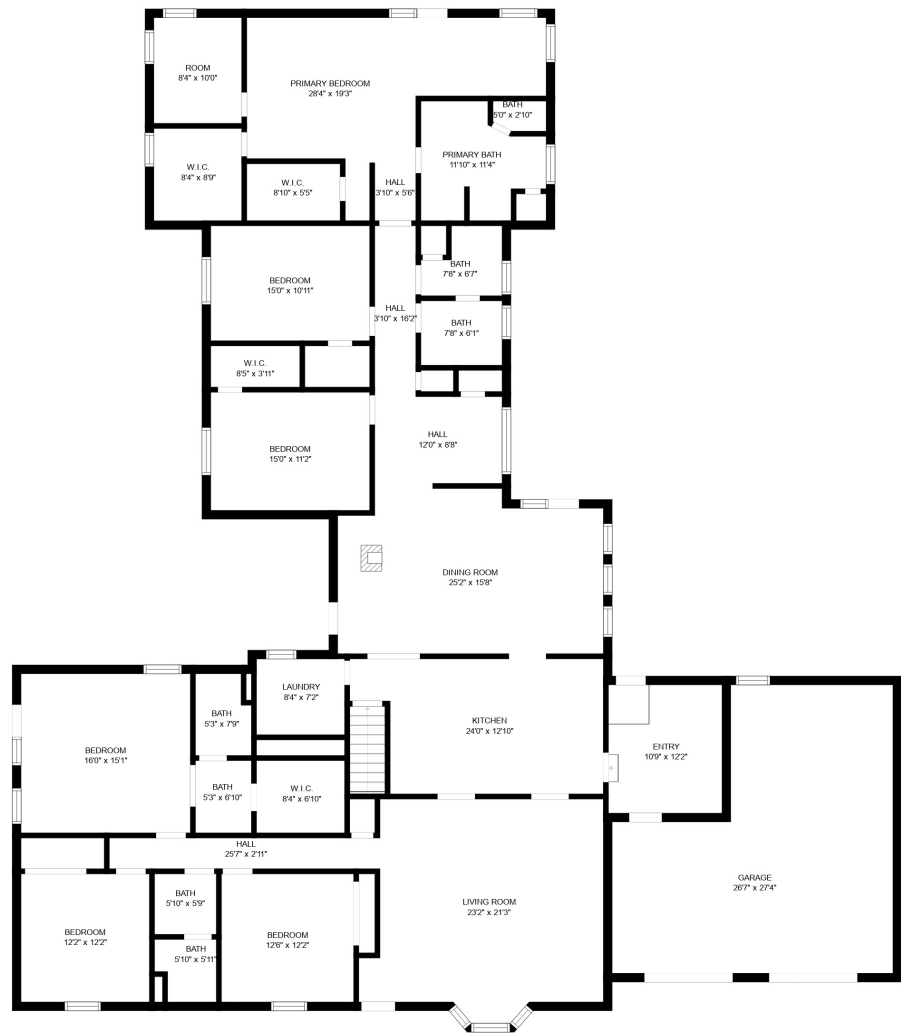 ROOM
8'4" x 10'0"
PRIMARY BEDROOM
28'4" x 19'3"
BATH
5'0" x 2'10"
PRIMARY BATH
11'10" x 11'4"
W.I.C.
8'4" x 8'9"
W.I.C.
8'10" x 5'5"
HALL
3'10" x 5'6"
BEDROOM
15'0" x 10'11"
BATH
7'8" x 6'7"
HALL
3'10" x 16'2"
BATH
7'8" x 6'1"
W.I.C.
8'5" x 3'11"
BEDROOM
15'0" x 11'2"
HALL
12'0" x 8'8"
DINING ROOM
25'2" x 15'8"
LAUNDRY
8'4" x 7'2"
BATH
5'3" x 7'9"
KITCHEN
24'0" x 12'10"
BEDROOM
16'0" x 15'1"
ENTRY
10'9" x 12'2"
BATH
5'3" x 6'10"
W.I.C.
8'4" x 6'10"
HALL
25'7" x 2'11"
GARAGE
26'7" x 27'4"
BATH
5'10" x 5'9"
LIVING ROOM
23'2" x 21'3"
BEDROOM
12'2" x 12'2"
BEDROOM
12'6" x 12'2"
BATH
5'10" x 5'11"